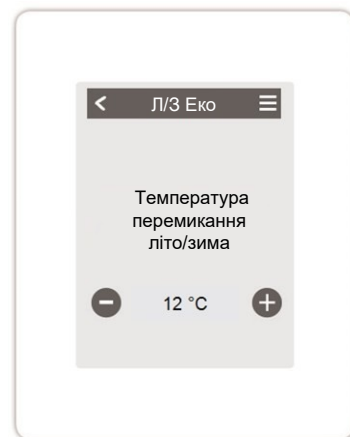 Л/З Еко
Температура
перемикання
літо/зима
12 °C